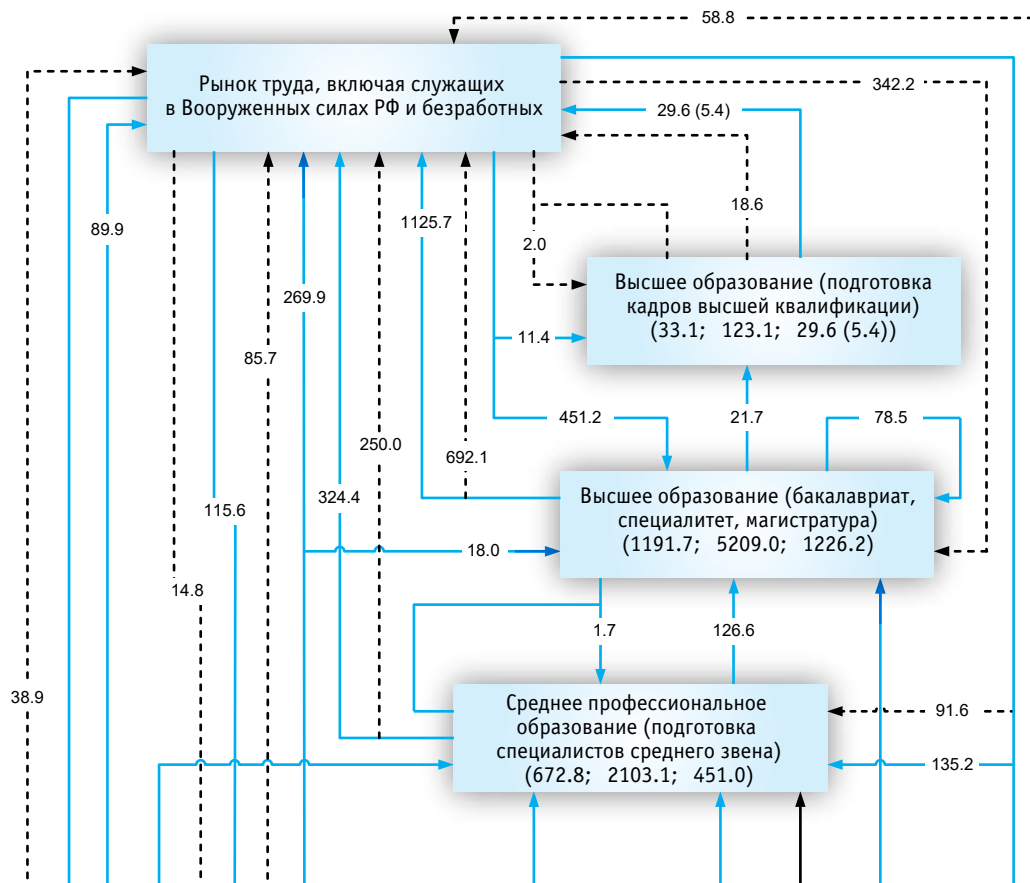 58.8
Рынок труда, включая служащих
в Вооруженных силах РФ и безработных
342.2
29.6 (5.4)
18.6
1125.7
89.9
2.0
269.9
Высшее образование (подготовка
кадров высшей квалификации)
(33.1; 123.1; 29.6 (5.4))
11.4
85.7
451.2
21.7
78.5
250.0
692.1
324.4
115.6
Высшее образование (бакалавриат,
специалитет, магистратура)
(1191.7; 5209.0; 1226.2)
18.0
14.8
1.7
126.6
38.9
Среднее профессиональное
образование (подготовка
специалистов среднего звена)
(672.8; 2103.1; 451.0)
91.6
135.2